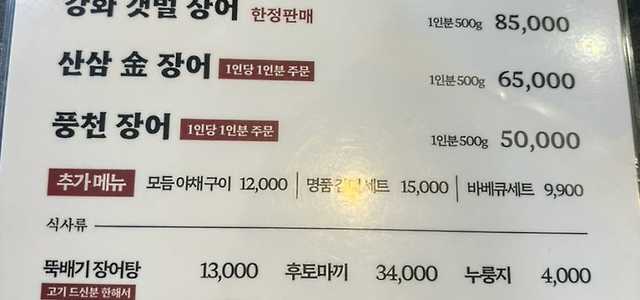 강화 갯벌 장어 한정판매 1인분 500g 85,000
산삼 金 장어 1인당 1인분 주문 1인분 500g 65,000
풍천 장어 1인당 1인분 주문 1인분 500g 50,000
추가 메뉴 모듬 야채구이 12,000 명품 세트 15,000 바베큐세트 9,900
식사류
뚝배기 장어탕 13,000 후토마끼 34,000 누룽지 4,000
고기 드신분 한해서